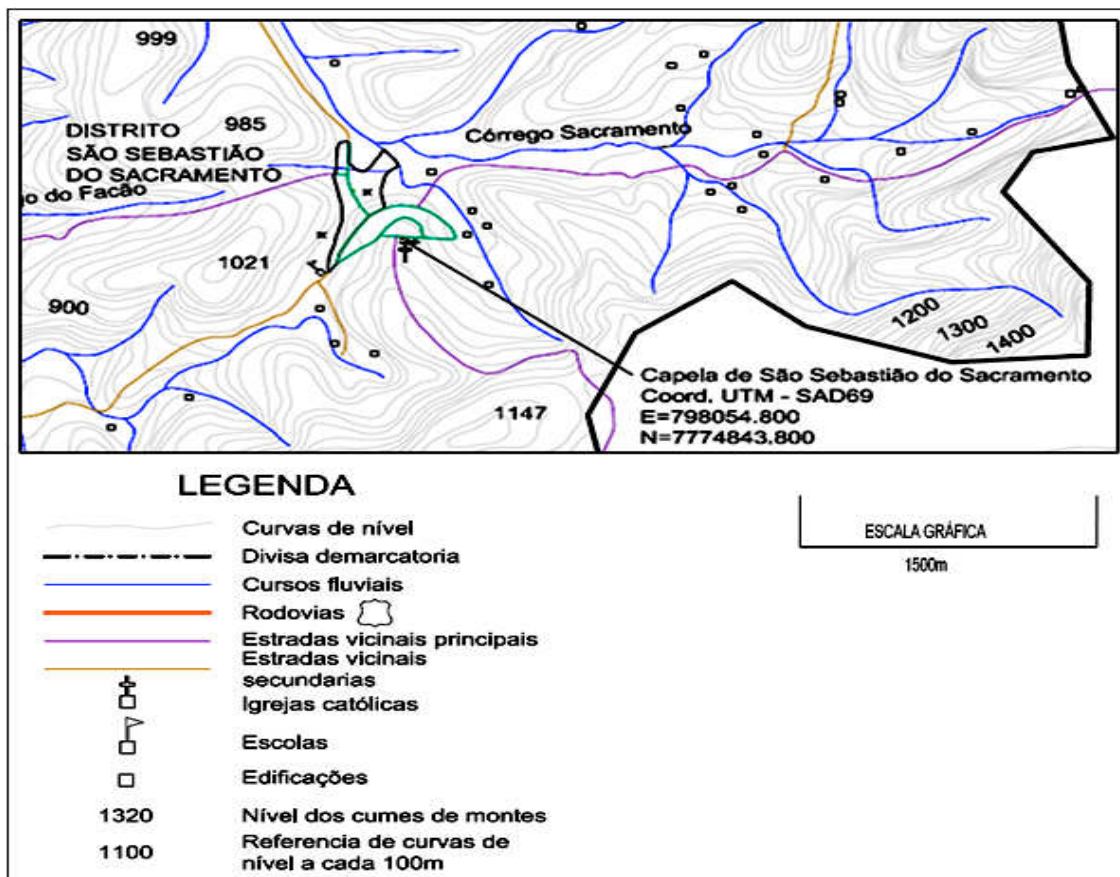 999
DISTRITO 985
SÃO SEBASTIÃO
DO SACRAMENTO
Córrego Sacramento
go do Facão
1021
900
1200
1300
1400
1147
Capela de São Sebastião do Sacramento
Coord. UTM - SAD69
E=798054.800
N=7774843.800
LEGENDA
Curvas de nível
Divisa demarcatoria
Cursos fluviais
Rodovias
Estradas vicinais principais
Estradas vicinais
secundarias
Igrejas católicas
Escolas
Edificações
1320 Nível dos cumes de montes
1100 Referencia de curvas de
nível a cada 100m
ESCALA GRÁFICA
1500m